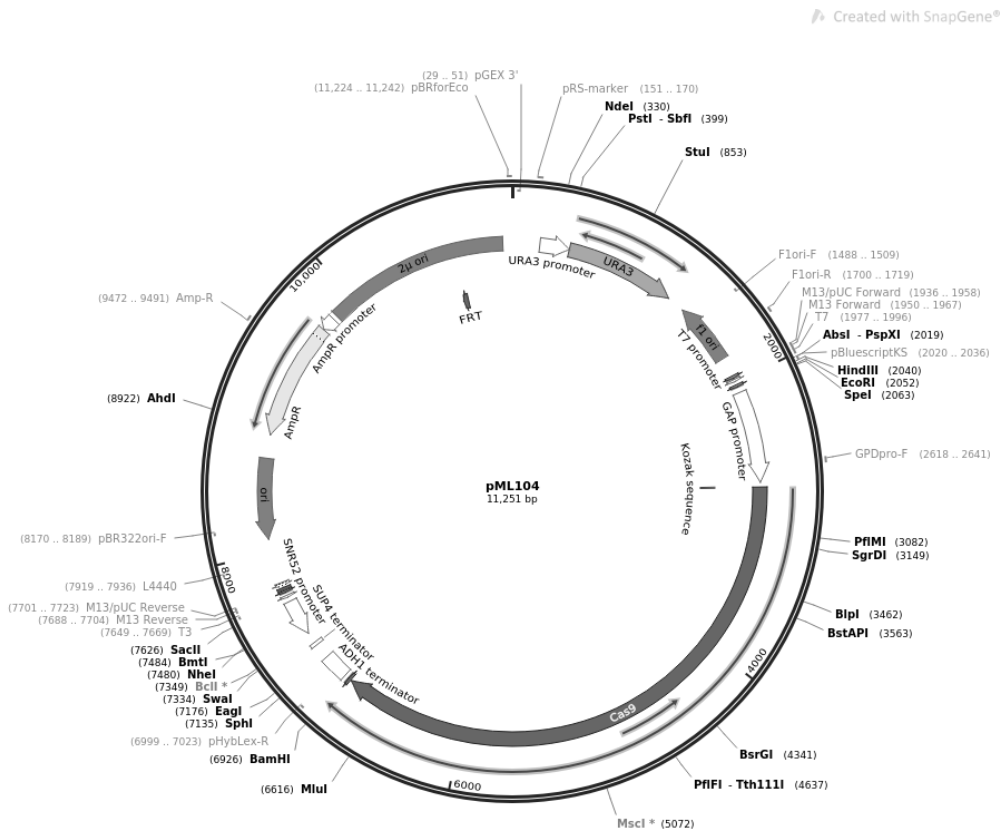 Created with SnapGene®
(29 .. 51) pGEX 3'
(11,224 .. 11,242) pBRforEco
pRS-marker (151 .. 170)
NdeI (330)
PstI - SbfI (399)
StuI (853)
F1ori-F (1488 .. 1509)
F1ori-R (1700 .. 1719)
M13/pUC Forward (1936 .. 1958)
M13 Forward (1950 .. 1967)
T7 (1977 .. 1996)
AbsI - PspXI (2019)
pBluescriptKS (2020 .. 2036)
HindIII (2040)
EcoRI (2052)
SpeI (2063)
GPDpro-F (2618 .. 2641)
PflMI (3082)
SgrDI (3149)
BlpI (3462)
BstAPI (3563)
BsrGI (4341)
PflFI - Tth111I (4637)
MscI * (5072)
(6616) MluI
(6926) BamHI
(6999 .. 7023) pHybLex-R
(7135) SphI
(7176) EagI
(7334) SwaI
(7349) BclI *
(7480) NheI
(7484) BmtI
(7626) SacII
(7649 .. 7669) T3
(7688 .. 7704) M13 Reverse
(7701 .. 7723) M13/pUC Reverse
(7919 .. 7936) L4440
(8170 .. 8189) pBR322ori-F
(8922) AhdI
(9472 .. 9491) Amp-R
2000
4000
6000
8000
10,000
URA3 promoter
URA3
f1 ori
T7 promoter
GAP promoter
Kozak sequence
Cas9
ADH1 terminator
SUP4 terminator
SNR52 promoter
ori
AmpR
AmpR promoter
2μ ori
FRT
pML104
11,251 bp